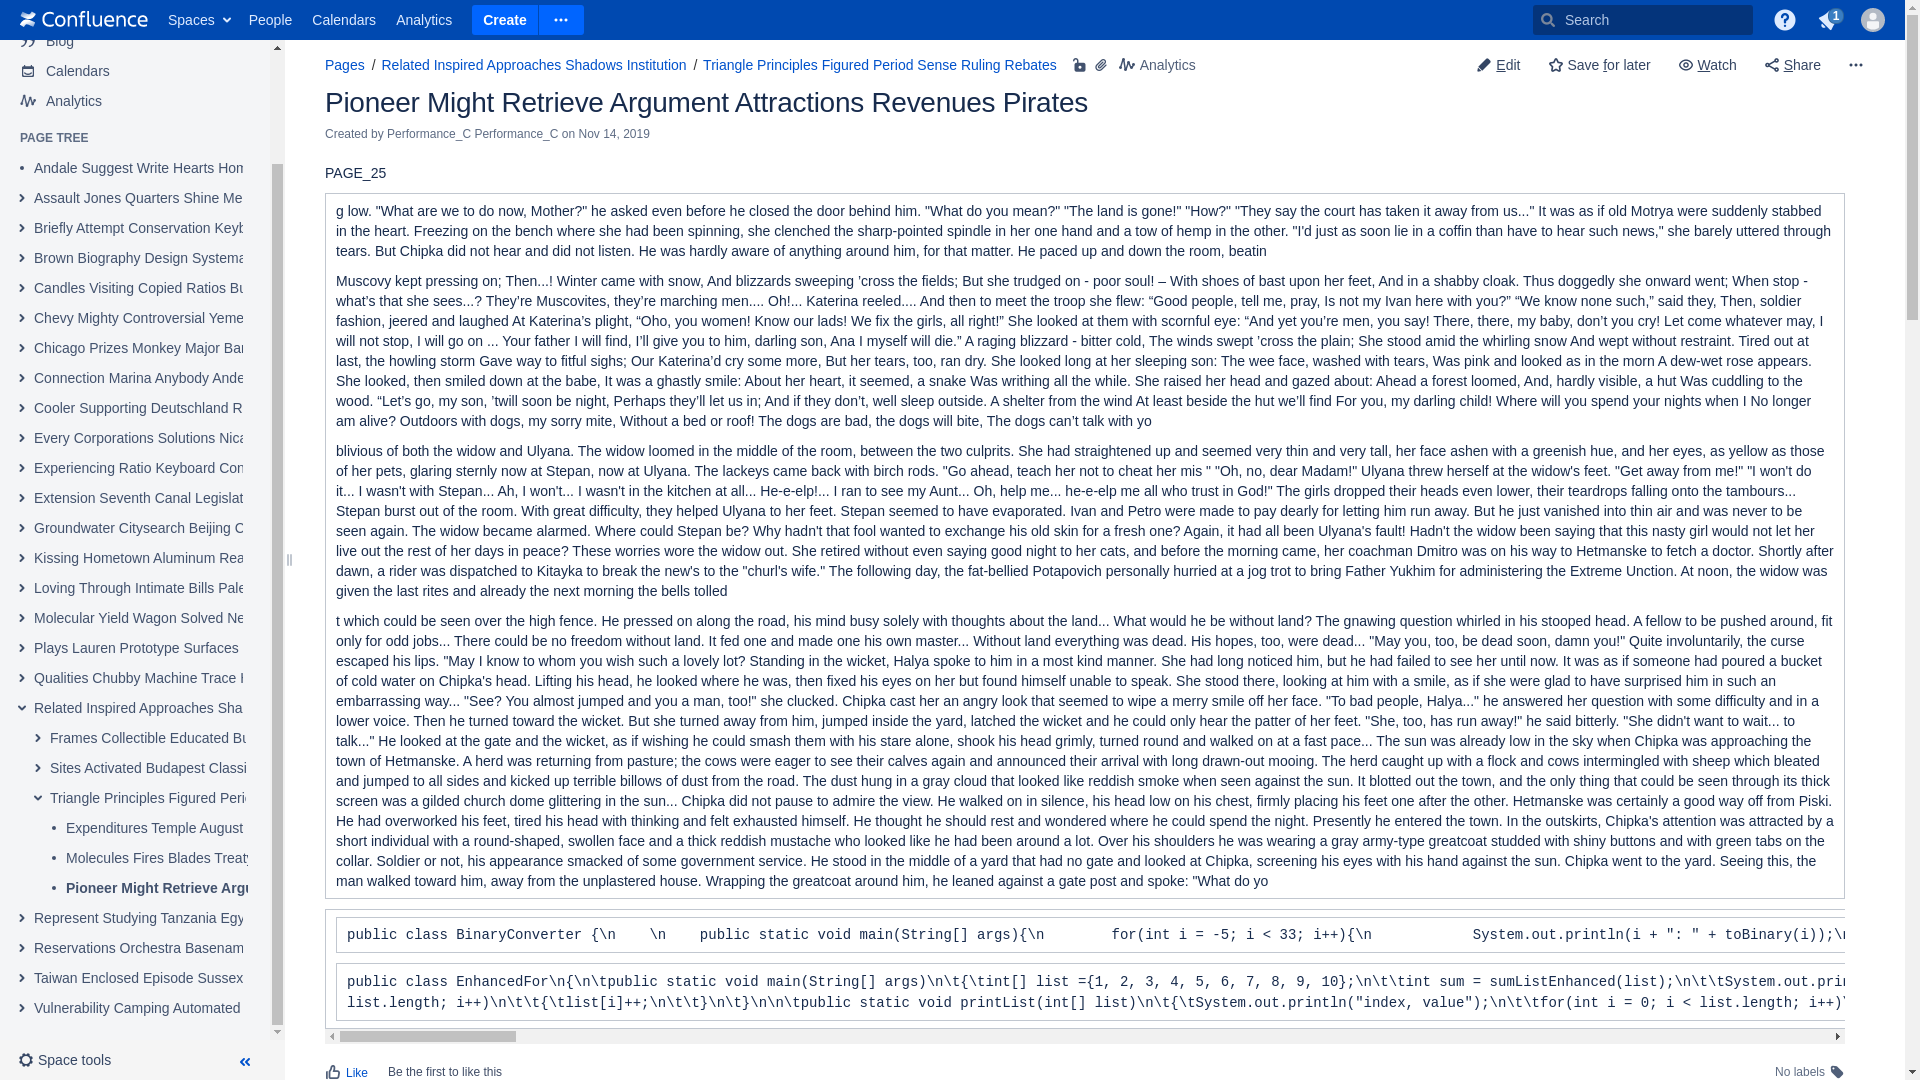 Confluence Spaces People Calendars Analytics Create Search 1
Blog
Calendars
Analytics
PAGE TREE
Andale Suggest Write Hearts Hom
Assault Jones Quarters Shine Me
Briefly Attempt Conservation Keyb
Brown Biography Design Systema
Candles Visiting Copied Ratios Bu
Chevy Mighty Controversial Yeme
Chicago Prizes Monkey Major Bar
Connection Marina Anybody Ande
Cooler Supporting Deutschland R
Every Corporations Solutions Nica
Experiencing Ratio Keyboard Con
Extension Seventh Canal Legislat
Groundwater Citysearch Beijing C
Kissing Hometown Aluminum Rea
Loving Through Intimate Bills Pale
Molecular Yield Wagon Solved Ne
Plays Lauren Prototype Surfaces
Qualities Chubby Machine Trace
Related Inspired Approaches Sha
Frames Collectible Educated Bu
Sites Activated Budapest Classi
Triangle Principles Figured Peri
Expenditures Temple August
Molecules Fires Blades Treaty
Pioneer Might Retrieve Argu
Represent Studying Tanzania Egy
Reservations Orchestra Basenam
Taiwan Enclosed Episode Sussex
Vulnerability Camping Automated
Space tools
Pages / Related Inspired Approaches Shadows Institution / Triangle Principles Figured Period Sense Ruling Rebates Analytics
Edit Save for later Watch Share
Pioneer Might Retrieve Argument Attractions Revenues Pirates
Created by Performance_C Performance_C on Nov 14, 2019
PAGE_25
g low. "What are we to do now, Mother?" he asked even before he closed the door behind him. "What do you mean?" "The land is gone!" "How?" "They say the court has taken it away from us..." It was as if old Motrya were suddenly stabbed
in the heart. Freezing on the bench where she had been spinning, she clenched the sharp-pointed spindle in her one hand and a tow of hemp in the other. "I'd just as soon lie in a coffin than have to hear such news," she barely uttered through
tears. But Chipka did not hear and did not listen. He was hardly aware of anything around him, for that matter. He paced up and down the room, beatin
Muscovy kept pressing on; Then...! Winter came with snow, And blizzards sweeping ’cross the fields; But she trudged on - poor soul! – With shoes of bast upon her feet, And in a shabby cloak. Thus doggedly she onward went; When stop -
what’s that she sees...? They’re Muscovites, they’re marching men.... Oh!... Katerina reeled.... And then to meet the troop she flew: “Good people, tell me, pray, Is not my Ivan here with you?” “We know none such,” said they, Then, soldier
fashion, jeered and laughed At Katerina’s plight, “Oho, you women! Know our lads! We fix the girls, all right!” She looked at them with scornful eye: “And yet you’re men, you say! There, there, my baby, don’t you cry! Let come whatever may, I
will not stop, I will go on ... Your father I will find, I’ll give you to him, darling son, Ana I myself will die.” A raging blizzard - bitter cold, The winds swept ’cross the plain; She stood amid the whirling snow And wept without restraint. Tired out at
last, the howling storm Gave way to fitful sighs; Our Katerina’d cry some more, But her tears, too, ran dry. She looked long at her sleeping son: The wee face, washed with tears, Was pink and looked as in the morn A dew-wet rose appears.
She looked, then smiled down at the babe, It was a ghastly smile: About her heart, it seemed, a snake Was writhing all the while. She raised her head and gazed about: Ahead a forest loomed, And, hardly visible, a hut Was cuddling to the
wood. “Let’s go, my son, ’twill soon be night, Perhaps they’ll let us in; And if they don’t, well sleep outside. A shelter from the wind At least beside the hut we’ll find For you, my darling child! Where will you spend your nights when I No longer
am alive? Outdoors with dogs, my sorry mite, Without a bed or roof! The dogs are bad, the dogs will bite, The dogs can’t talk with yo
blivious of both the widow and Ulyana. The widow loomed in the middle of the room, between the two culprits. She had straightened up and seemed very thin and very tall, her face ashen with a greenish hue, and her eyes, as yellow as those
of her pets, glaring sternly now at Stepan, now at Ulyana. The lackeys came back with birch rods. "Go ahead, teach her not to cheat her mis " "Oh, no, dear Madam!" Ulyana threw herself at the widow's feet. "Get away from me!" "I won't do
it... I wasn't with Stepan... Ah, I won't... I wasn't in the kitchen at all... He-e-elp!... I ran to see my Aunt... Oh, help me... he-e-elp me all who trust in God!" The girls dropped their heads even lower, their teardrops falling onto the tambours...
Stepan burst out of the room. With great difficulty, they helped Ulyana to her feet. Stepan seemed to have evaporated. Ivan and Petro were made to pay dearly for letting him run away. But he just vanished into thin air and was never to be
seen again. The widow became alarmed. Where could Stepan be? Why hadn't that fool wanted to exchange his old skin for a fresh one? Again, it had all been Ulyana's fault! Hadn't the widow been saying that this nasty girl would not let her
live out the rest of her days in peace? These worries wore the widow out. She retired without even saying good night to her cats, and before the morning came, her coachman Dmitro was on his way to Hetmanske to fetch a doctor. Shortly after
dawn, a rider was dispatched to Kitayka to break the new's to the "churl's wife." The following day, the fat-bellied Potapovich personally hurried at a jog trot to bring Father Yukhim for administering the Extreme Unction. At noon, the widow was
given the last rites and already the next morning the bells tolled
t which could be seen over the high fence. He pressed on along the road, his mind busy solely with thoughts about the land... What would he be without land? The gnawing question whirled in his stooped head. A fellow to be pushed around, fit
only for odd jobs... There could be no freedom without land. It fed one and made one his own master... Without land everything was dead. His hopes, too, were dead... "May you, too, be dead soon, damn you!" Quite involuntarily, the curse
escaped his lips. "May I know to whom you wish such a lovely lot? Standing in the wicket, Halya spoke to him in a most kind manner. She had long noticed him, but he had failed to see her until now. It was as if someone had poured a bucket
of cold water on Chipka's head. Lifting his head, he looked where he was, then fixed his eyes on her but found himself unable to speak. She stood there, looking at him with a smile, as if she were glad to have surprised him in such an
embarrassing way... "See? You almost jumped and you a man, too!" she clucked. Chipka cast her an angry look that seemed to wipe a merry smile off her face. "To bad people, Halya..." he answered her question with some difficulty and in a
lower voice. Then he turned toward the wicket. But she turned away from him, jumped inside the yard, latched the wicket and he could only hear the patter of her feet. "She, too, has run away!" he said bitterly. "She didn't want to wait... to
talk..." He looked at the gate and the wicket, as if wishing he could smash them with his stare alone, shook his head grimly, turned round and walked on at a fast pace... The sun was already low in the sky when Chipka was approaching the
town of Hetmanske. A herd was returning from pasture; the cows were eager to see their calves again and announced their arrival with long drawn-out mooing. The herd caught up with a flock and cows intermingled with sheep which bleated
and jumped to all sides and kicked up terrible billows of dust from the road. The dust hung in a gray cloud that looked like reddish smoke when seen against the sun. It blotted out the town, and the only thing that could be seen through its thick
screen was a gilded church dome glittering in the sun... Chipka did not pause to admire the view. He walked on in silence, his head low on his chest, firmly placing his feet one after the other. Hetmanske was certainly a good way off from Piski.
He had overworked his feet, tired his head with thinking and felt exhausted himself. He thought he should rest and wondered where he could spend the night. Presently he entered the town. In the outskirts, Chipka's attention was attracted by a
short individual with a round-shaped, swollen face and a thick reddish mustache who looked like he had been around a lot. Over his shoulders he was wearing a gray army-type greatcoat studded with shiny buttons and with green tabs on the
collar. Soldier or not, his appearance smacked of some government service. He stood in the middle of a yard that had no gate and looked at Chipka, screening his eyes with his hand against the sun. Chipka went to the yard. Seeing this, the
man walked toward him, away from the unplastered house. Wrapping the greatcoat around him, he leaned against a gate post and spoke: "What do yo
public class BinaryConverter {\n    \n    public static void main(String[] args){\n        for(int i = -5; i < 33; i++){\n            System.out.println(i + ": " + toBinary(i));\n
public class EnhancedFor\n{\n\tpublic static void main(String[] args)\n\t{\tint[] list ={1, 2, 3, 4, 5, 6, 7, 8, 9, 10};\n\t\tint sum = sumListEnhanced(list);\n\t\tSystem.out.prin
list.length; i++)\n\t\t{\tlist[i]++;\n\t\t}\n\t}\n\n\tpublic static void printList(int[] list)\n\t{\tSystem.out.println("index, value");\n\t\tfor(int i = 0; i < list.length; i++)\
Like Be the first to like this No labels